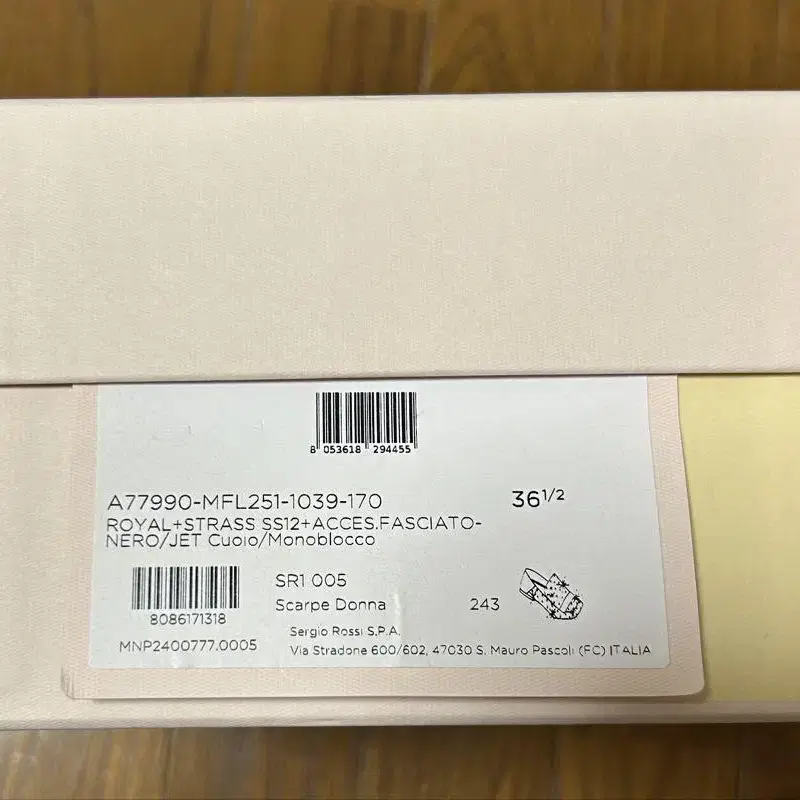 8 053618 294455
A77990-MFL251-1039-170
36 1/2
ROYAL+STRASS SS12+ACCES.FASCIATO-
NERO/JET Cuoio/Monoblocco
SR1 005
8086171318
Scarpe Donna
243
MNP2400777.0005
Sergio Rossi S.P.A.
Via Stradone 600/602, 47030 S. Mauro Pascoli (FC) ITALIA